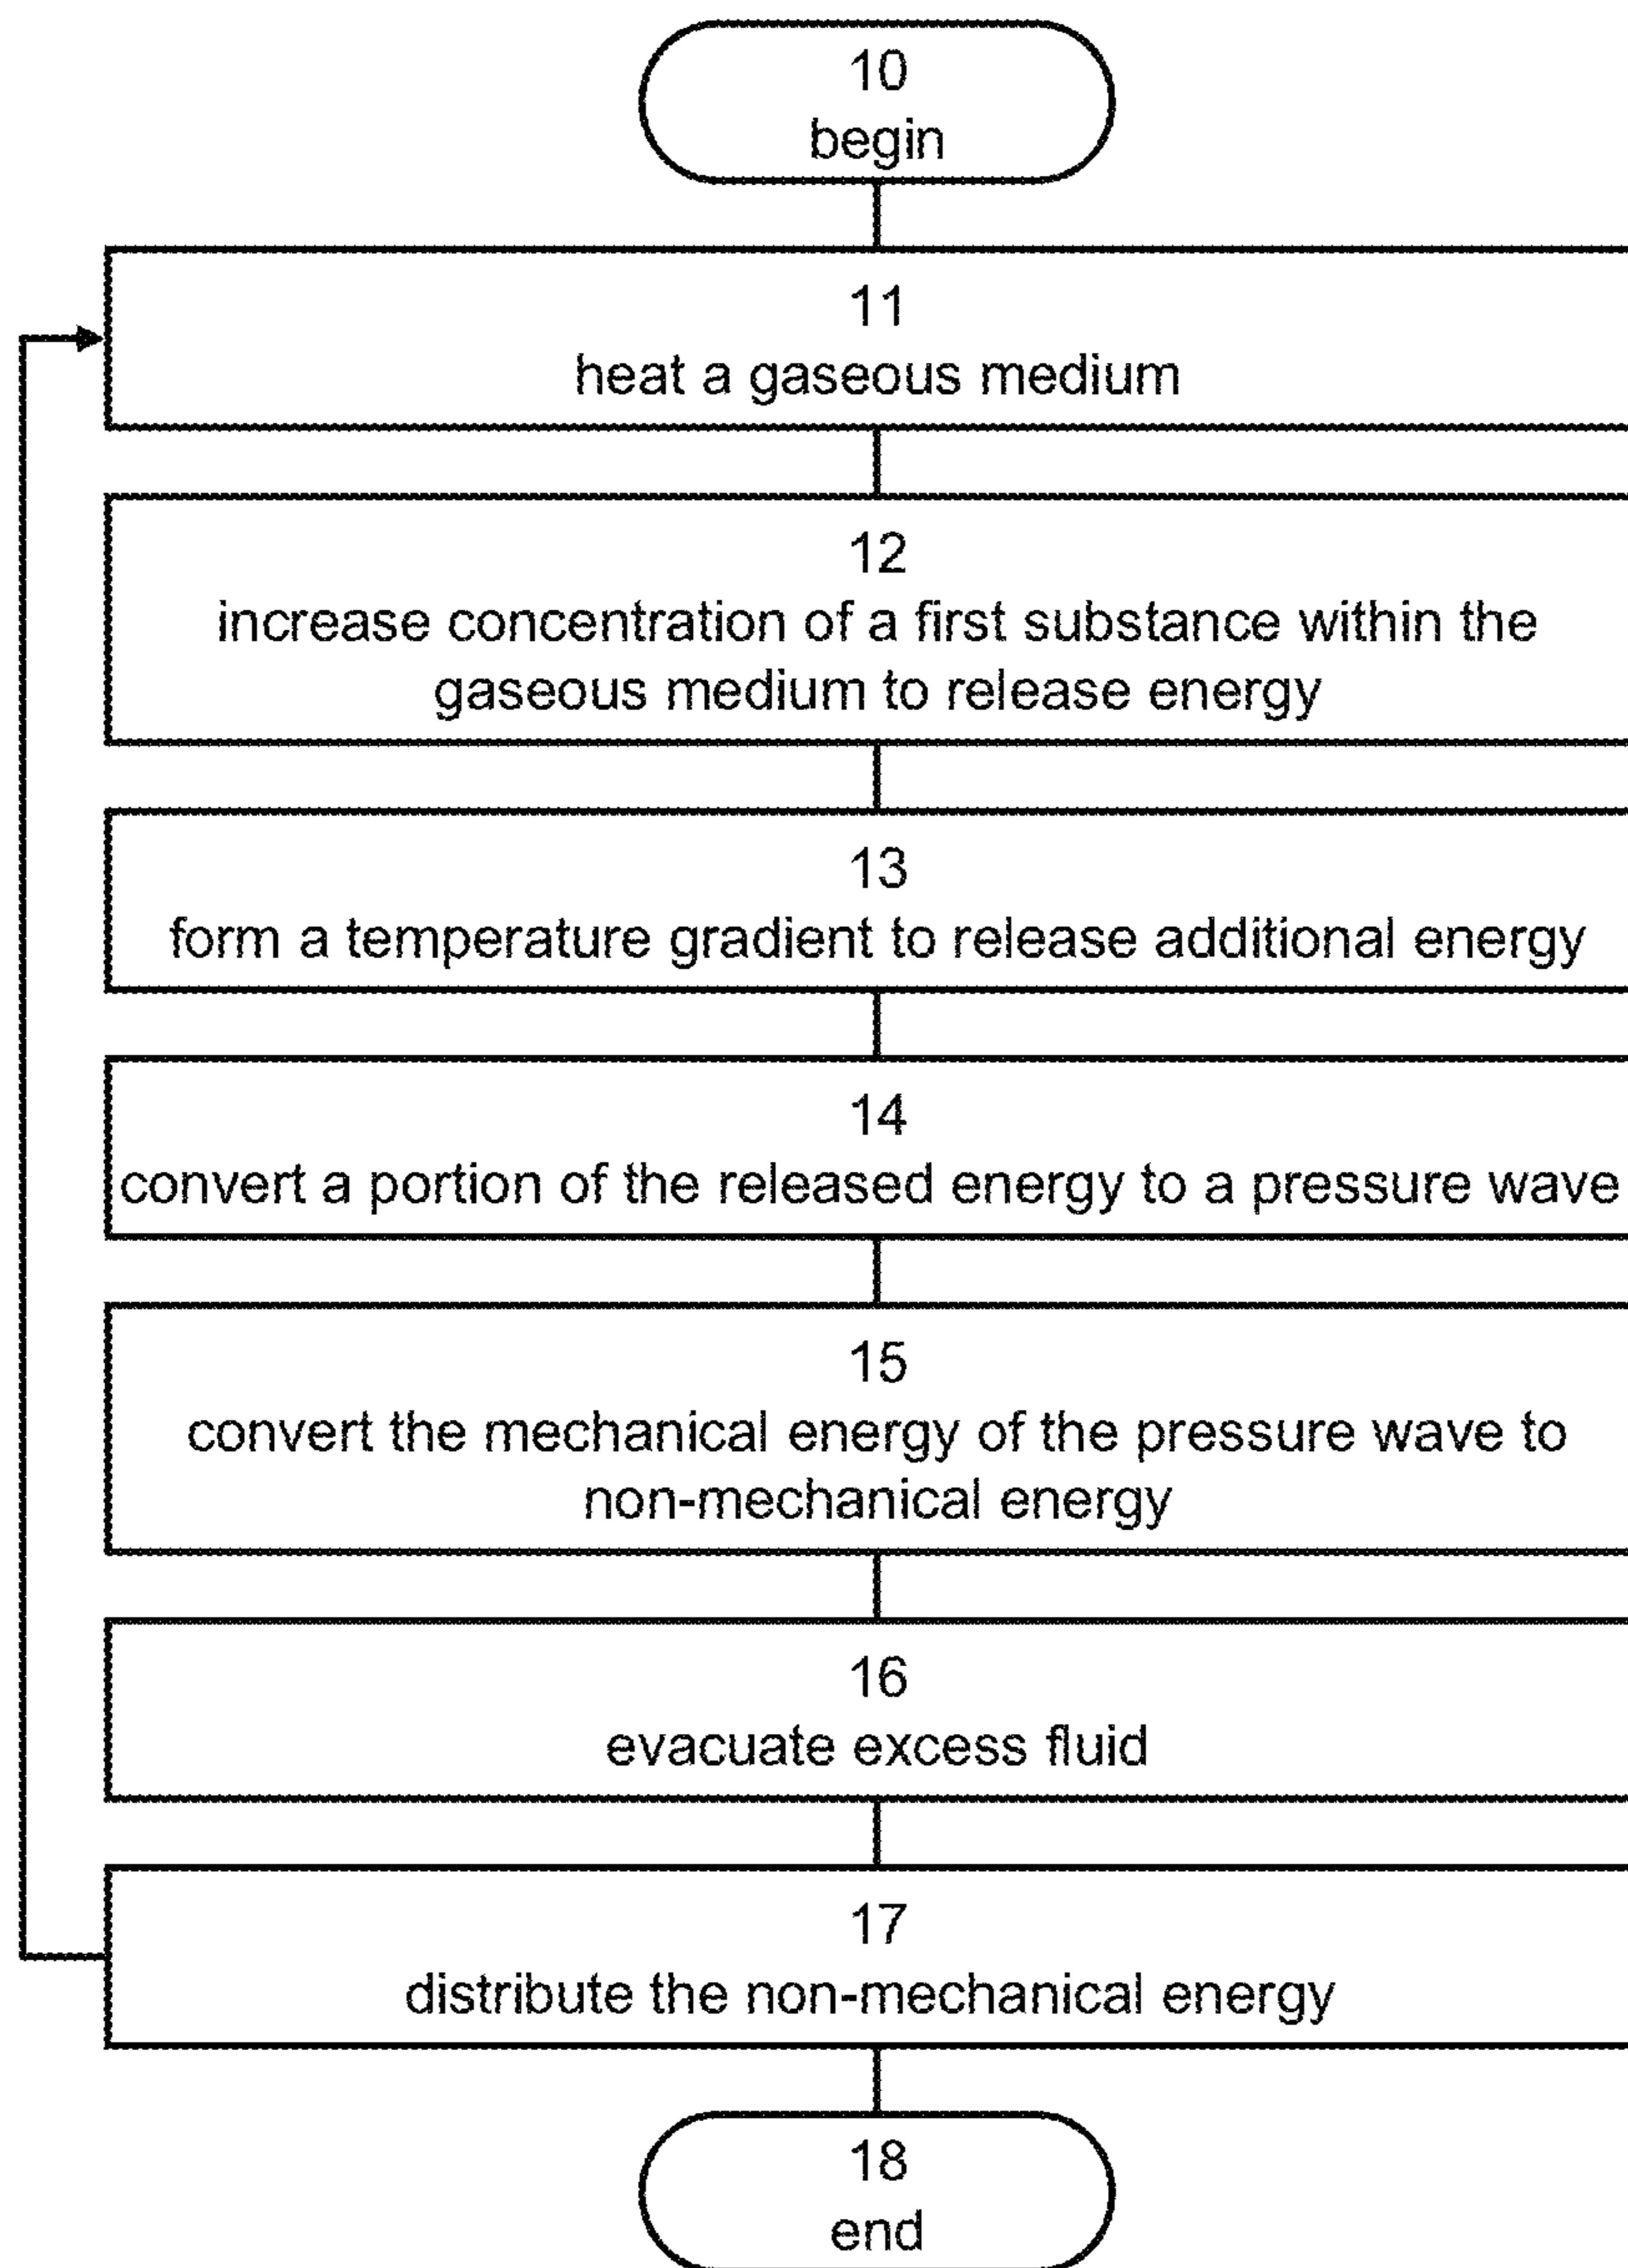 10
begin
11
heat a gaseous medium
12
increase concentration of a first substance within the
gaseous medium to release energy
13
form a temperature gradient to release additional energy
14
convert a portion of the released energy to a pressure wave
15
convert the mechanical energy of the pressure wave to
non-mechanical energy
16
evacuate excess fluid
17
distribute the non-mechanical energy
18
end